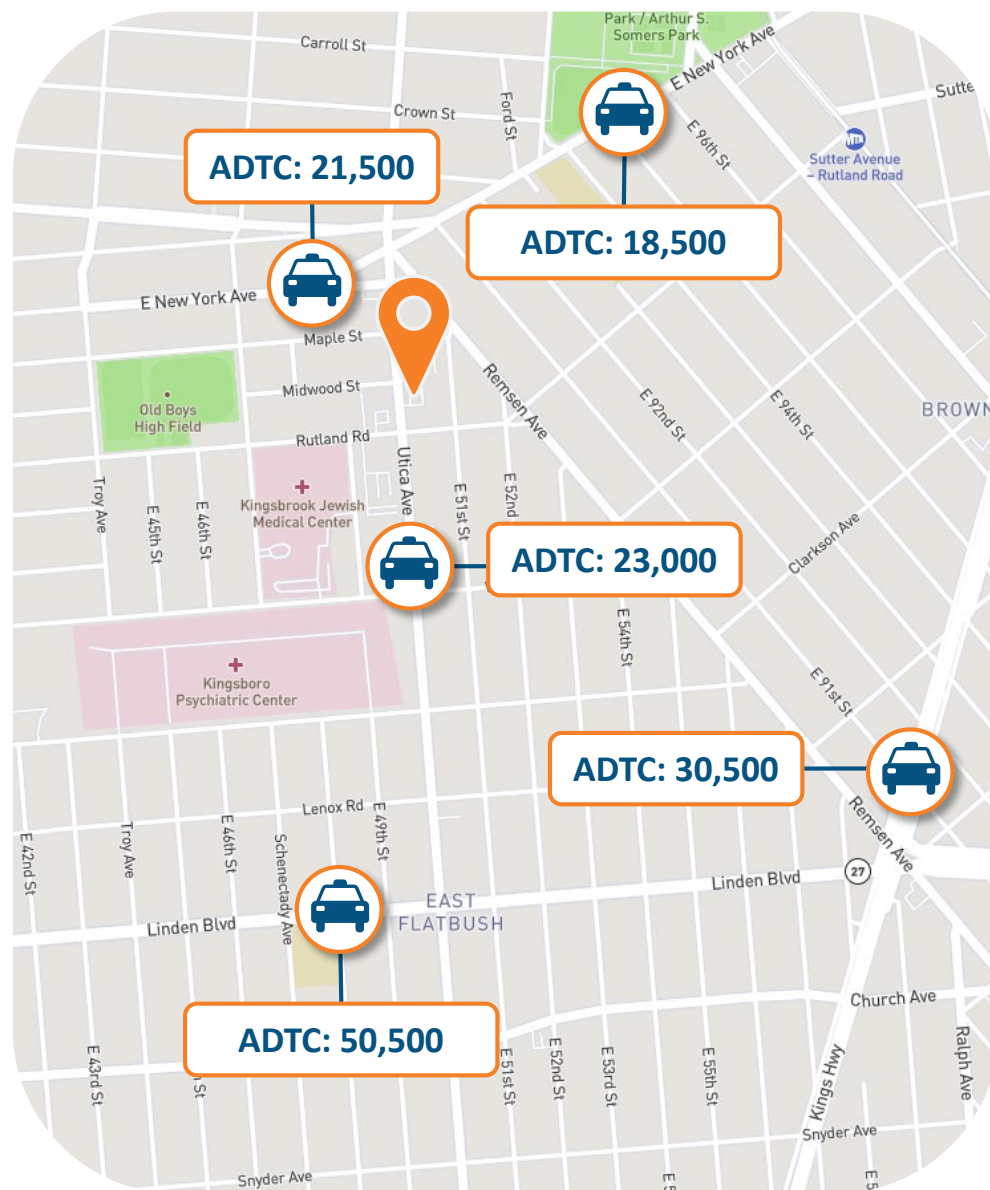 Park / Arthur S.
Somers Park
Carroll St
E New York Ave
Crown St
Ford St
Sutte
E 96th St
MTA
Sutter Avenue
– Rutland Road
ADTC: 21,500
ADTC: 18,500
E New York Ave
Maple St
Midwood St
Old Boys
High Field
Rutland Rd
Remsen Ave
E 92nd St
E 94th St
BROWN
Utica Ave
Troy Ave
E 45th St
E 46th St
Kingsbrook Jewish
Medical Center
E 51st St
E 52nd
Clarkson Ave
ADTC: 23,000
E 54th St
Kingsboro
Psychiatric Center
E 91st St
ADTC: 30,500
Lenox Rd
E 49th St
Remsen Ave
E 42nd St
Troy Ave
E 46th St
Schenectady Ave
27
Linden Blvd
EAST
FLATBUSH
Linden Blvd
Church Ave
ADTC: 50,500
E 43rd St
St
E 51st St
E 52nd St
E 53rd St
E 55th St
Kings Hwy
Ralph Ave
Snyder Ave
Snyder Ave
E 5